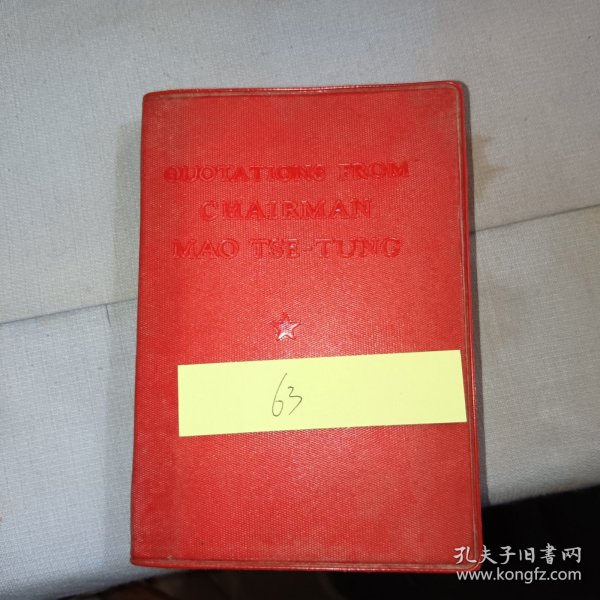 QUOTATIONS FROM
CHAIRMAN
MAO TSE-TUNG
63
孔夫子旧书网
www.kongfz.com